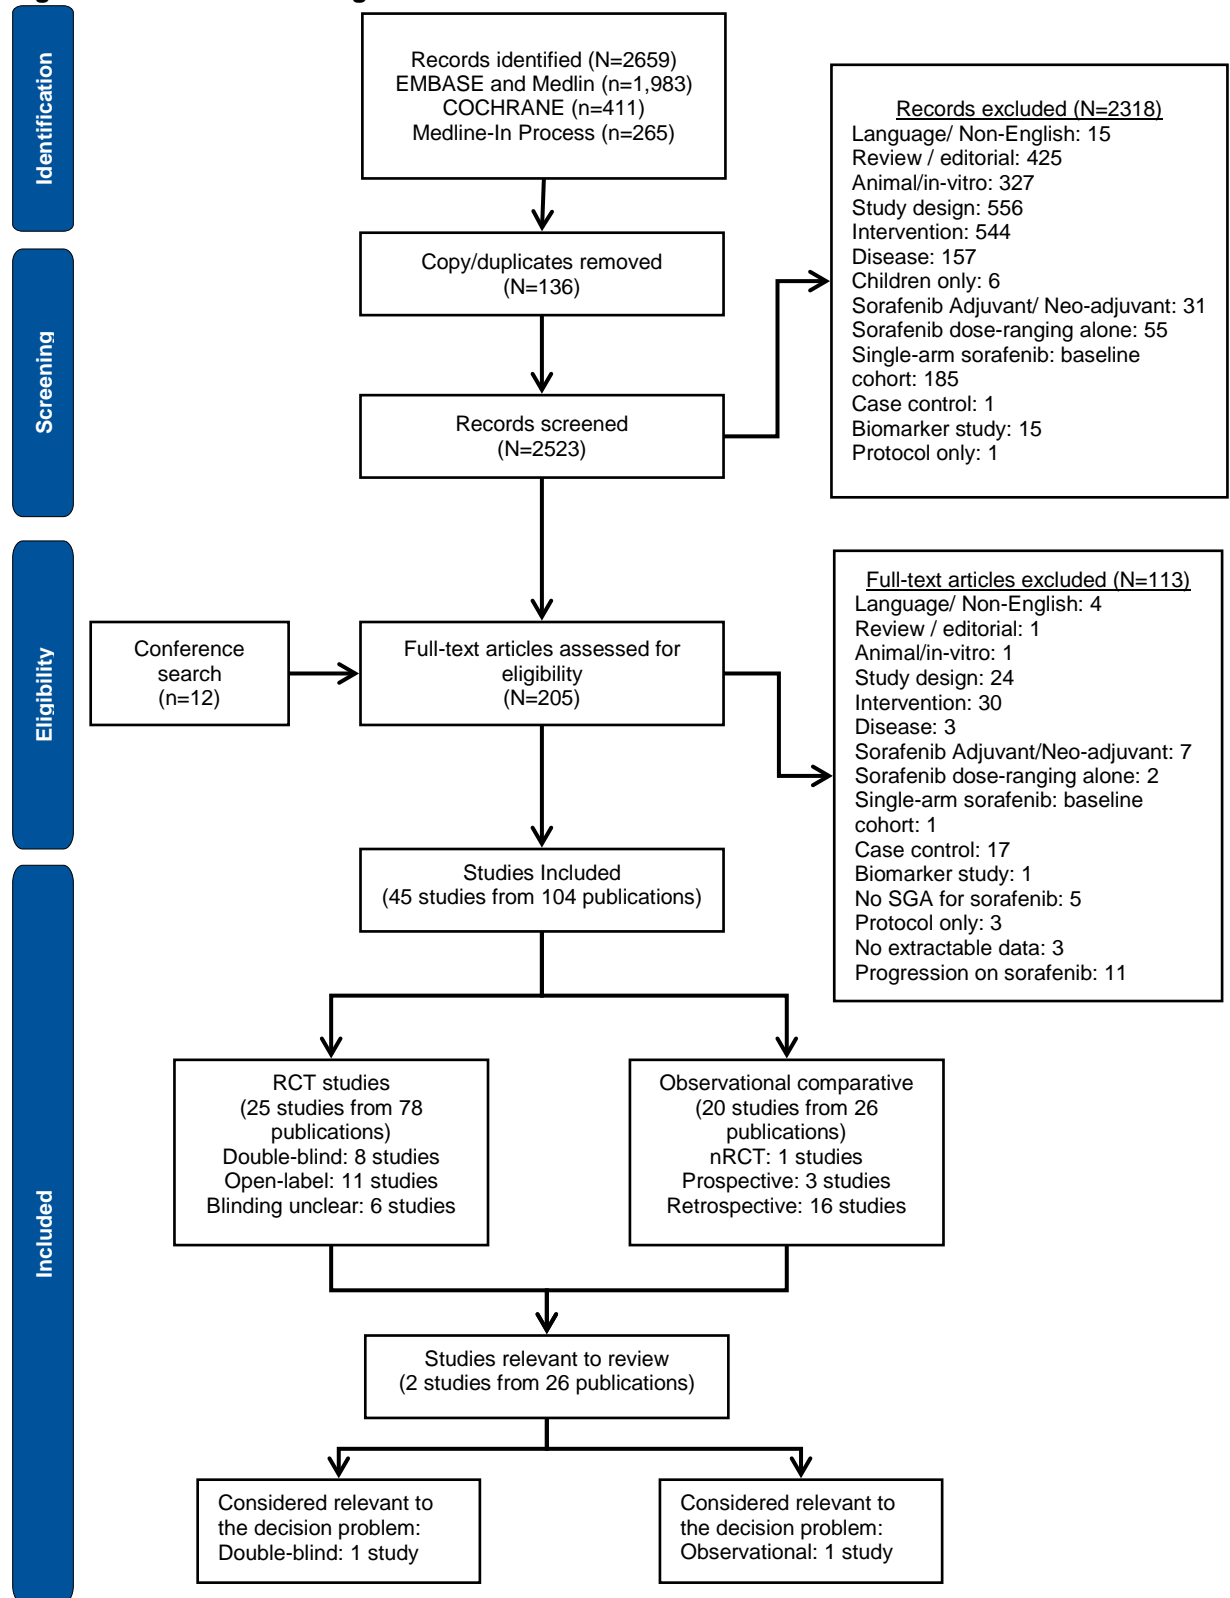 Identification
Records identified (N=2659)
EMBASE and Medlin (n=1,983)
COCHRANE (n=411)
Medline-In Process (n=265)
Records excluded (N=2318)
Language/ Non-English: 15
Review / editorial: 425
Animal/in-vitro: 327
Study design: 556
Intervention: 544
Disease: 157
Children only: 6
Sorafenib Adjuvant/ Neo-adjuvant: 31
Sorafenib dose-ranging alone: 55
Single-arm sorafenib: baseline
cohort: 185
Case control: 1
Biomarker study: 15
Protocol only: 1
Screening
Copy/duplicates removed
(N=136)
Records screened
(N=2523)
Eligibility
Conference
search
(n=12)
Full-text articles assessed for
eligibility
(N=205)
Full-text articles excluded (N=113)
Language/ Non-English: 4
Review / editorial: 1
Animal/in-vitro: 1
Study design: 24
Intervention: 30
Disease: 3
Sorafenib Adjuvant/Neo-adjuvant: 7
Sorafenib dose-ranging alone: 2
Single-arm sorafenib: baseline
cohort: 1
Case control: 17
Biomarker study: 1
No SGA for sorafenib: 5
Protocol only: 3
No extractable data: 3
Progression on sorafenib: 11
Included
Studies Included
(45 studies from 104 publications)
RCT studies
(25 studies from 78
publications)
Double-blind: 8 studies
Open-label: 11 studies
Blinding unclear: 6 studies
Observational comparative
(20 studies from 26
publications)
nRCT: 1 studies
Prospective: 3 studies
Retrospective: 16 studies
Studies relevant to review
(2 studies from 26 publications)
Considered relevant to
the decision problem:
Double-blind: 1 study
Considered relevant to
the decision problem:
Observational: 1 study